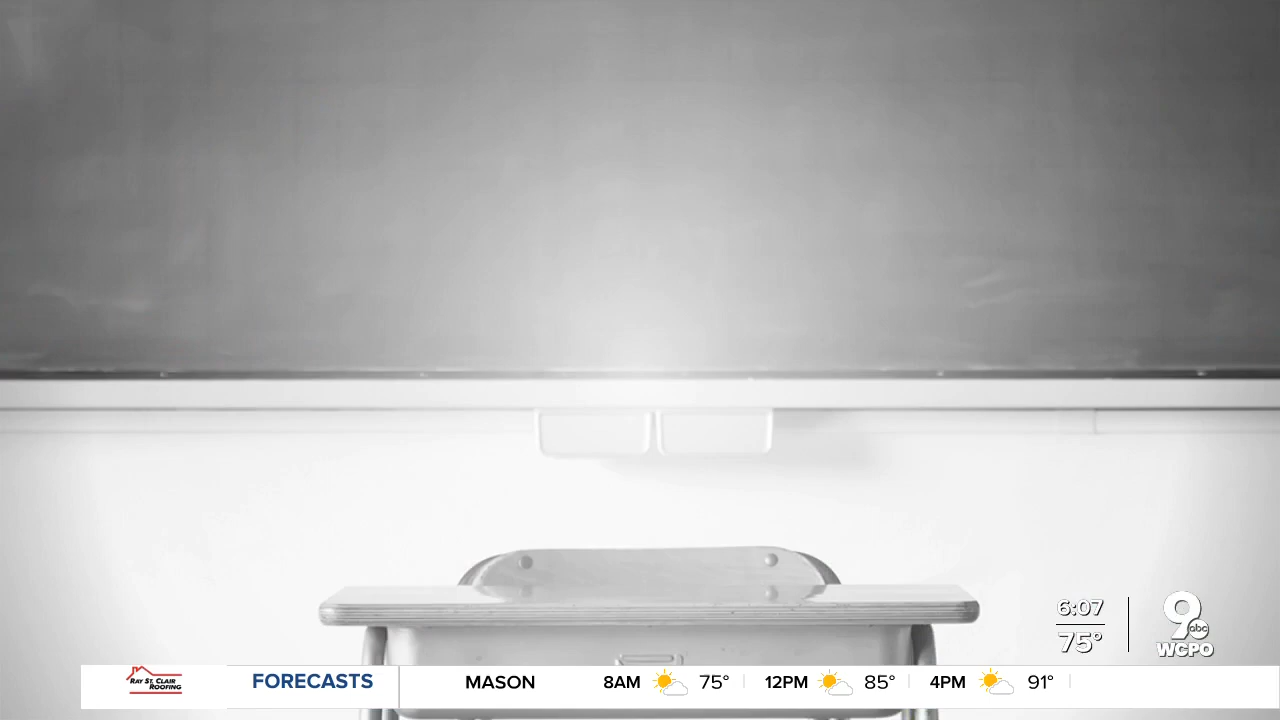 6:07
75°
9
abc
WCPO
RAY ST. CLAIR
ROOFING
FORECASTS
MASON 8AM 75° 12PM 85° 4PM 91°